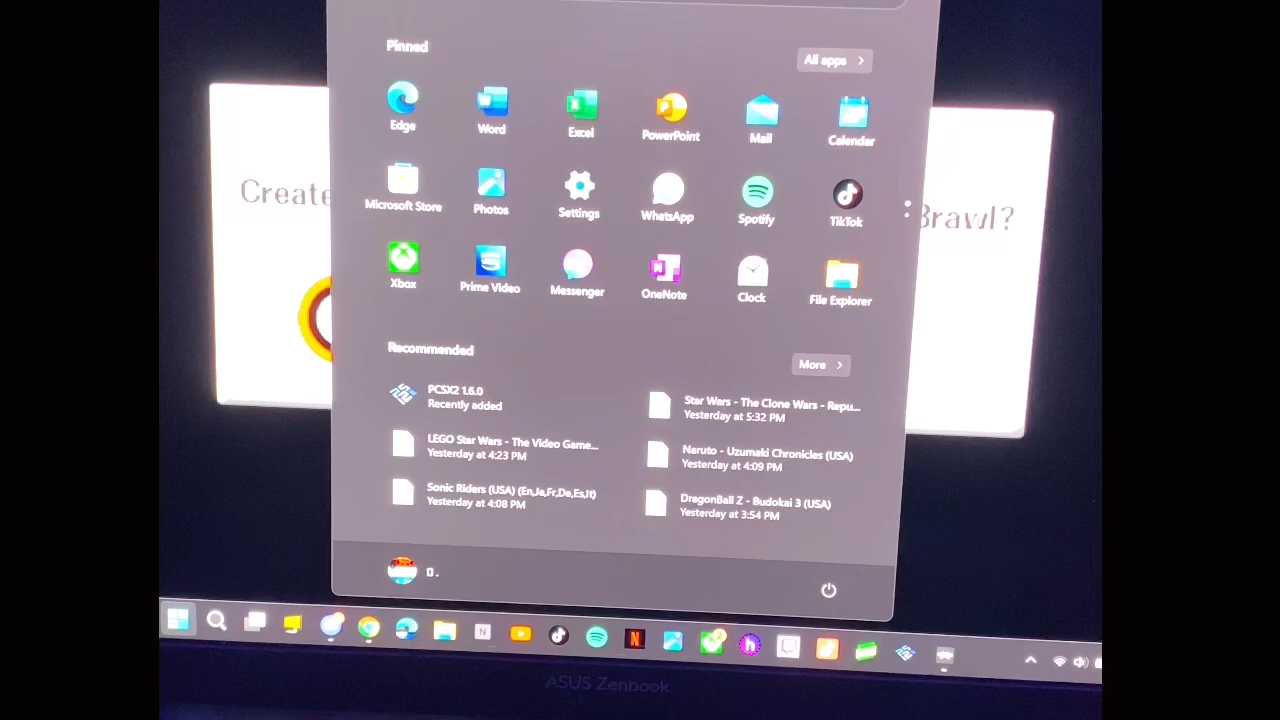 Pinned
All apps
Edge
Word
Excel
PowerPoint
Mail
Calendar
Create
Brawl?
Microsoft Store
Photos
Settings
WhatsApp
Spotify
TikTok
Xbox
Prime Video
Messenger
OneNote
Clock
File Explorer
Recommended
More
PCSX2 1.6.0
Recently added
Star Wars - The Clone Wars - Repu...
Yesterday at 5:32 PM
LEGO Star Wars - The Video Game...
Yesterday at 4:23 PM
Naruto - Uzumaki Chronicles (USA)
Yesterday at 4:09 PM
Sonic Riders (USA) (En,Ja,Fr,De,Es,It)
Yesterday at 4:08 PM
DragonBall Z - Budokai 3 (USA)
Yesterday at 3:54 PM
ASUS Zenbook